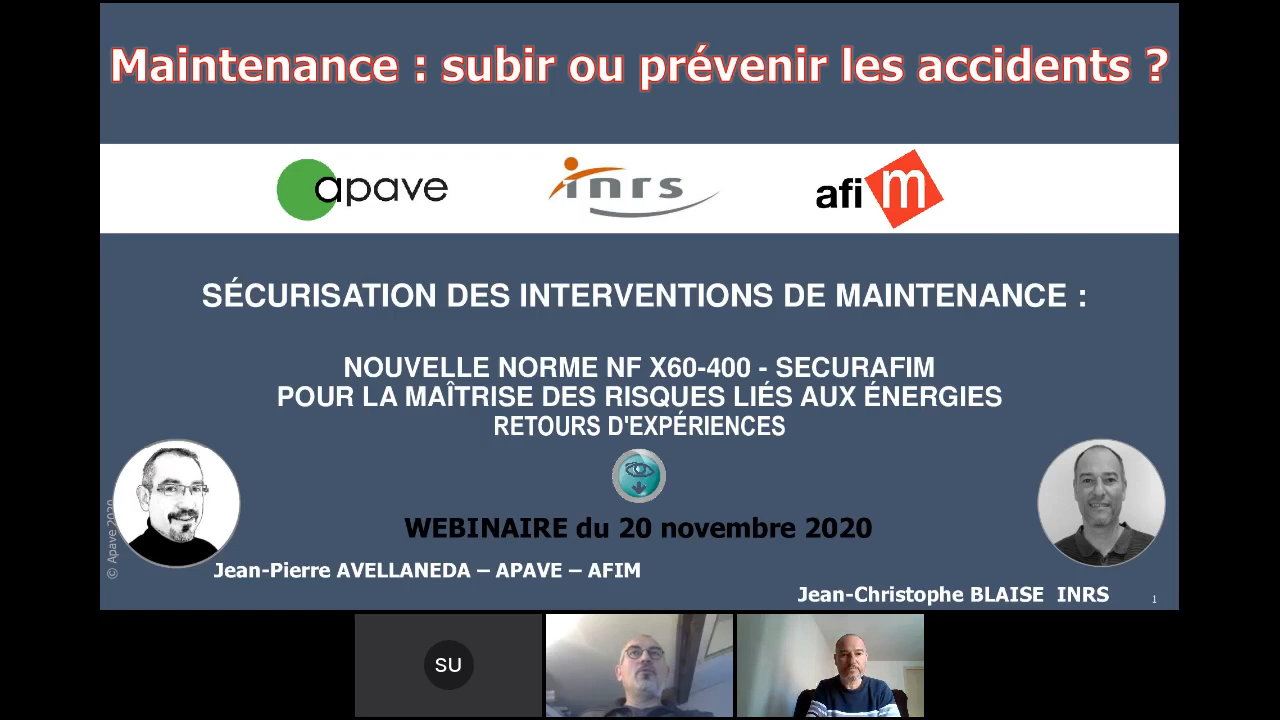 Maintenance : subir ou prévenir les accidents ?
apave
inrs
afim
SÉCURISATION DES INTERVENTIONS DE MAINTENANCE :
NOUVELLE NORME NF X60-400 - SECURAFIM
POUR LA MAÎTRISE DES RISQUES LIÉS AUX ÉNERGIES
RETOURS D'EXPÉRIENCES
© Apave 2020
WEBINAIRE du 20 novembre 2020
Jean-Pierre AVELLANEDA – APAVE – AFIM
Jean-Christophe BLAISE  INRS
1
SU